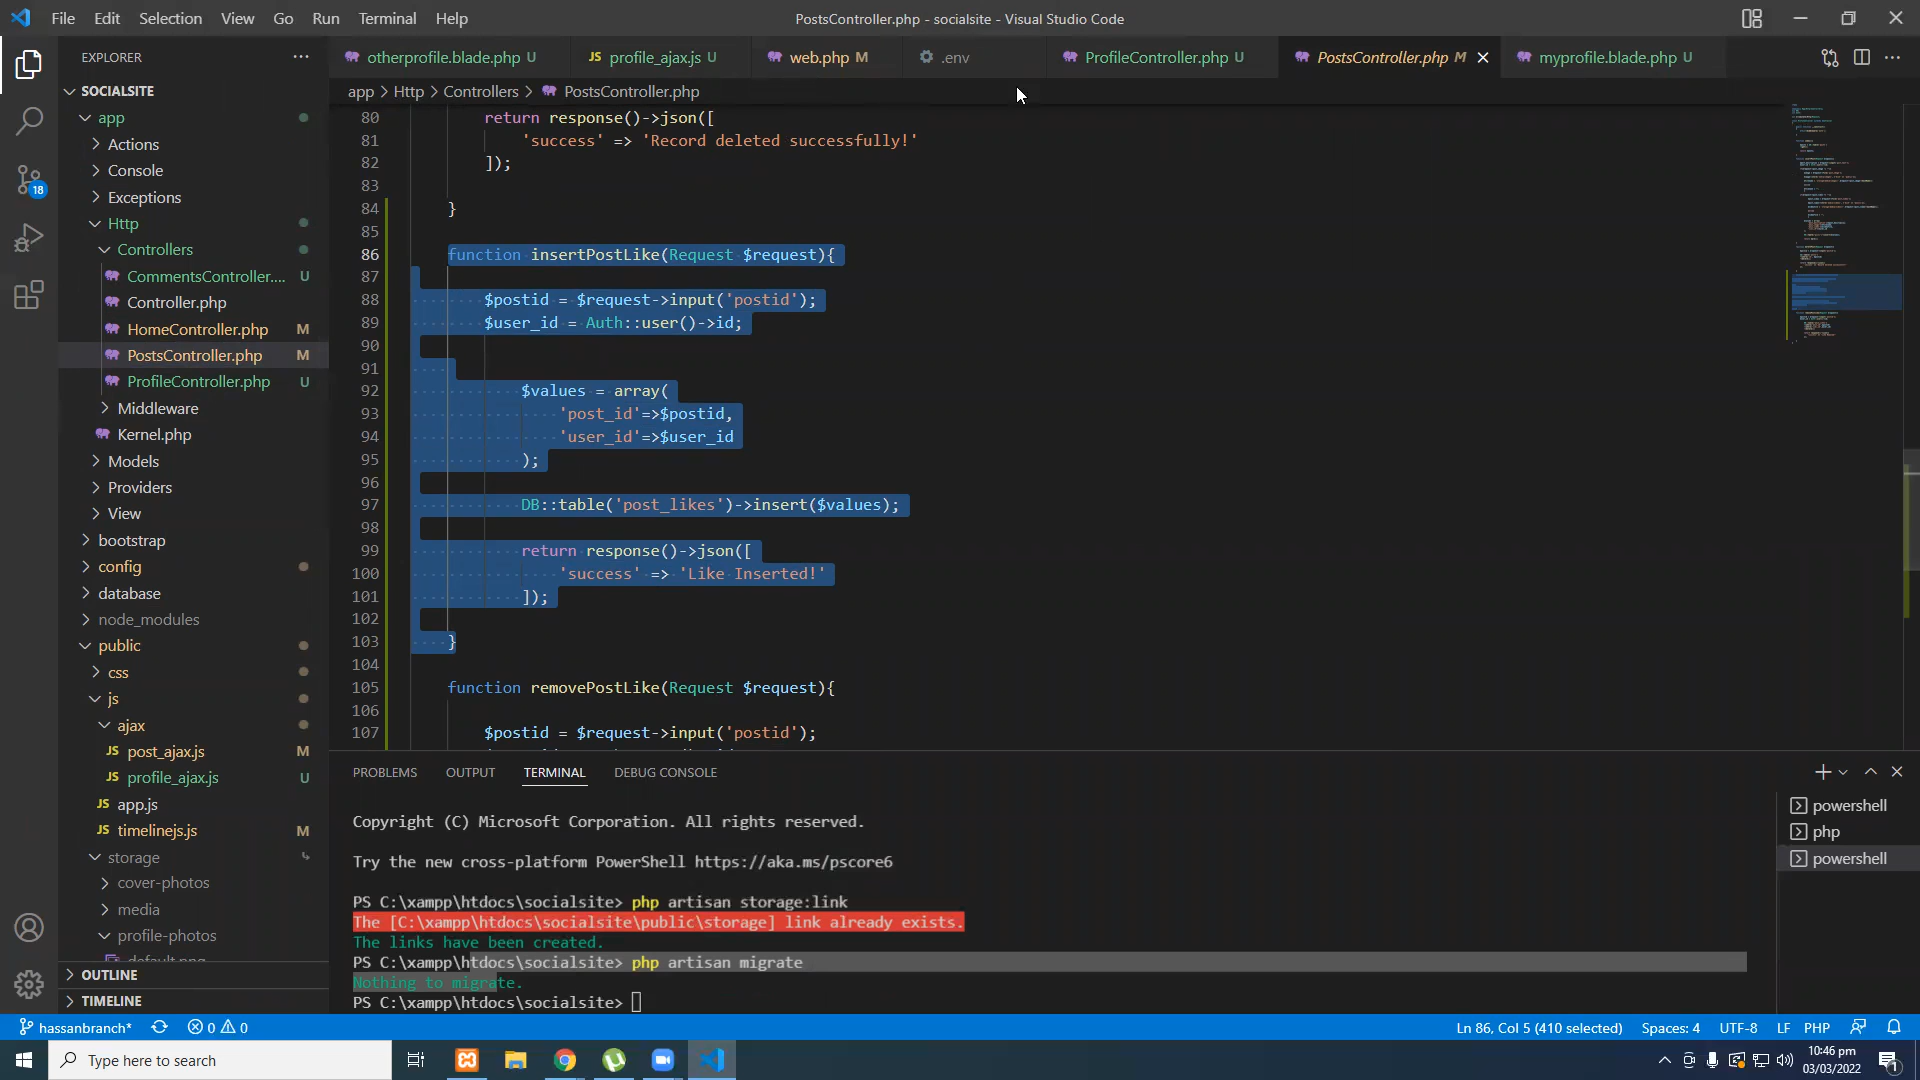 File Edit Selection View Go Run Terminal Help
PostsController.php - socialsite - Visual Studio Code
EXPLORER
otherprofile.blade.php U
JS profile_ajax.js U
web.php M
.env
ProfileController.php U
PostsController.php M
myprofile.blade.php U
SOCIALSITE
app > Http > Controllers > PostsController.php
app
Actions
Console
Exceptions
Http
Controllers
CommentsController.... U
Controller.php
HomeController.php M
PostsController.php M
ProfileController.php U
Middleware
Kernel.php
Models
Providers
View
bootstrap
config
database
node_modules
public
css
js
ajax
JS post_ajax.js M
JS profile_ajax.js U
JS app.js
JS timelinejs.js M
storage
cover-photos
media
profile-photos
default.png
OUTLINE
TIMELINE
18
80 return response()->json([
81 'success' => 'Record deleted successfully!'
82 ]);
83
84 }
85
86 function insertPostLike(Request $request){
87
88 $postid = $request->input('postid');
89 $user_id = Auth::user()->id;
90
91
92 $values = array(
93 'post_id'=>$postid,
94 'user_id'=>$user_id
95 );
96
97 DB::table('post_likes')->insert($values);
98
99 return response()->json([
100 'success' => 'Like Inserted!'
101 ]);
102
103 }
104
105 function removePostLike(Request $request){
106
107 $postid = $request->input('postid');
PROBLEMS OUTPUT TERMINAL DEBUG CONSOLE
Copyright (C) Microsoft Corporation. All rights reserved.
Try the new cross-platform PowerShell https://aka.ms/pscore6
PS C:\xampp\htdocs\socialsite> php artisan storage:link
The [C:\xampp\htdocs\socialsite\public\storage] link already exists.
The links have been created.
PS C:\xampp\htdocs\socialsite> php artisan migrate
Nothing to migrate.
PS C:\xampp\htdocs\socialsite>
powershell
php
powershell
hassanbranch* 0 0
Ln 86, Col 5 (410 selected) Spaces: 4 UTF-8 LF PHP
Type here to search
10:46 pm
03/03/2022
1